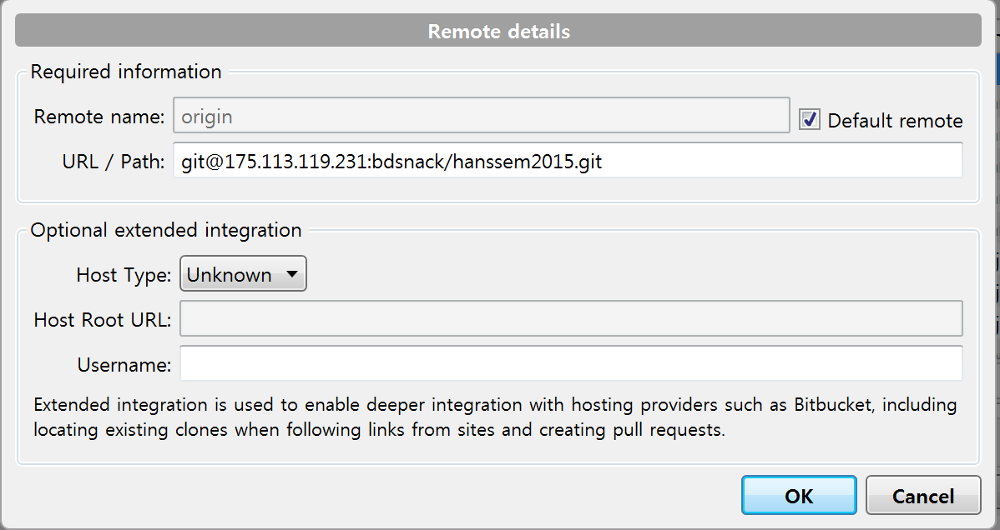 Remote details
Required information
Remote name: origin
Default remote
URL / Path: git@175.113.119.231:bdsnack/hanssem2015.git
Optional extended integration
Host Type: Unknown
Host Root URL:
Username:
Extended integration is used to enable deeper integration with hosting providers such as Bitbucket, including
locating existing clones when following links from sites and creating pull requests.
OK Cancel